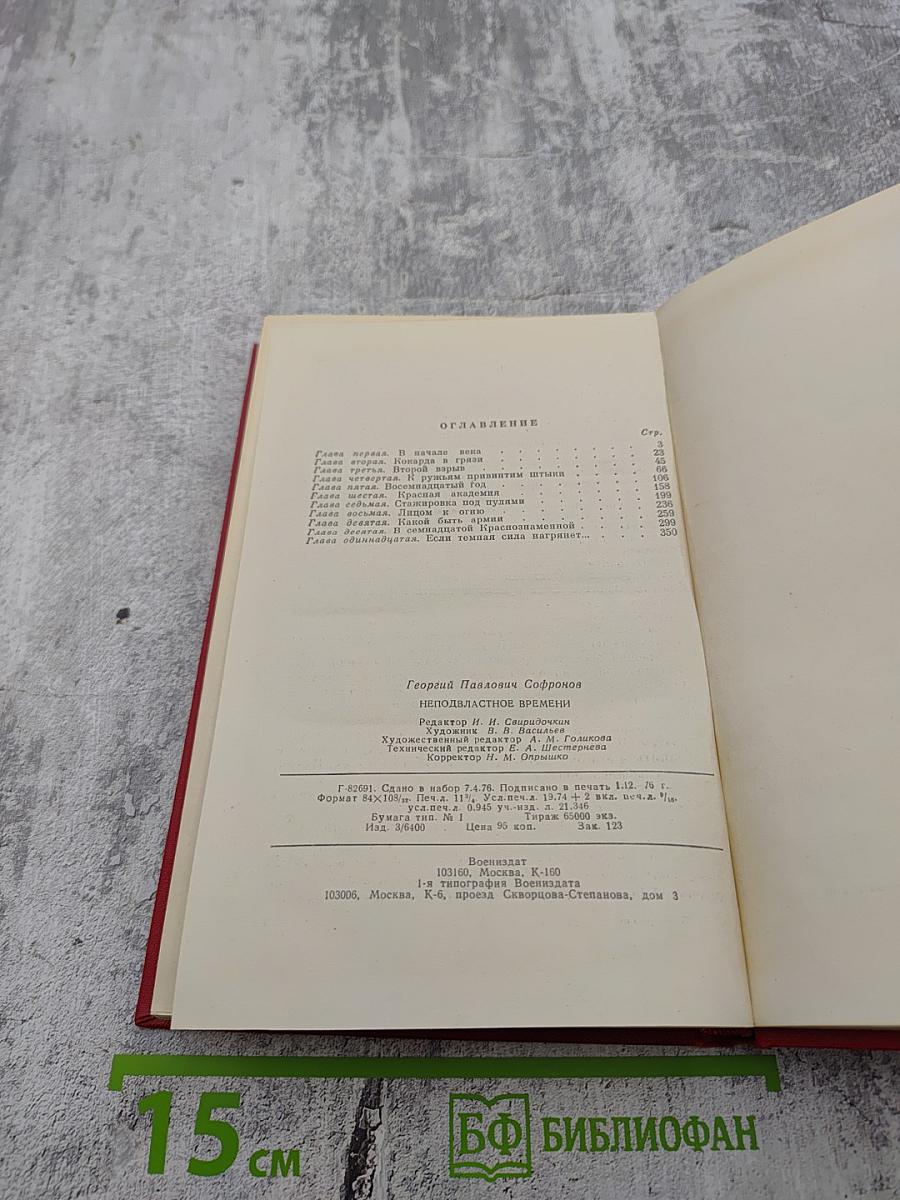 ОГЛАВЛЕНИЕ
Стр.
Глава первая. В начале века . . . . . . . . 3
Глава вторая. Кокарда в грязи . . . . . . . . 23
Глава третья. Второй взрыв . . . . . . . . 45
Глава четвертая. К ружьям привинтим штыки . . . . . 66
Глава пятая. Восемнадцатый год . . . . . . . 106
Глава шестая. Красная академия . . . . . . . 158
Глава седьмая. Стажировка под пулями . . . . . . 199
Глава восьмая. Лицом к огню . . . . . . . . 236
Глава девятая. Какой быть армии . . . . . . . 259
Глава десятая. В семнадцатой Краснознаменной . . . . 299
Глава одиннадцатая. Если темная сила нагрянет... . . . 350
Георгий Павлович Софронов
НЕПОДВЛАСТНОЕ ВРЕМЕНИ
Редактор И. И. Свиридочкин
Художник В. В. Васильев
Художественный редактор А. М. Голикова
Технический редактор Е. А. Шестернева
Корректор Н. М. Опрышко
Г-82691. Сдано в набор 7.4.76. Подписано в печать 1.12. 76 г.
Формат 84×108/32. Печ.л. 11 3/4. Усл.печ.л. 19.74 + 2 вкл. печ.л. 9/16.
усл.печ.л. 0.945 уч.-изд. л. 21.346
Бумага тип. № 1 Тираж 65000 экз.
Изд. 3/6400 Цена 95 коп. Зак. 123
Воениздат
103160, Москва, К-160
1-я типография Воениздата
103006, Москва, К-6, проезд Скворцова-Степанова, дом 3
15 см
БФ БИБЛИОФАН